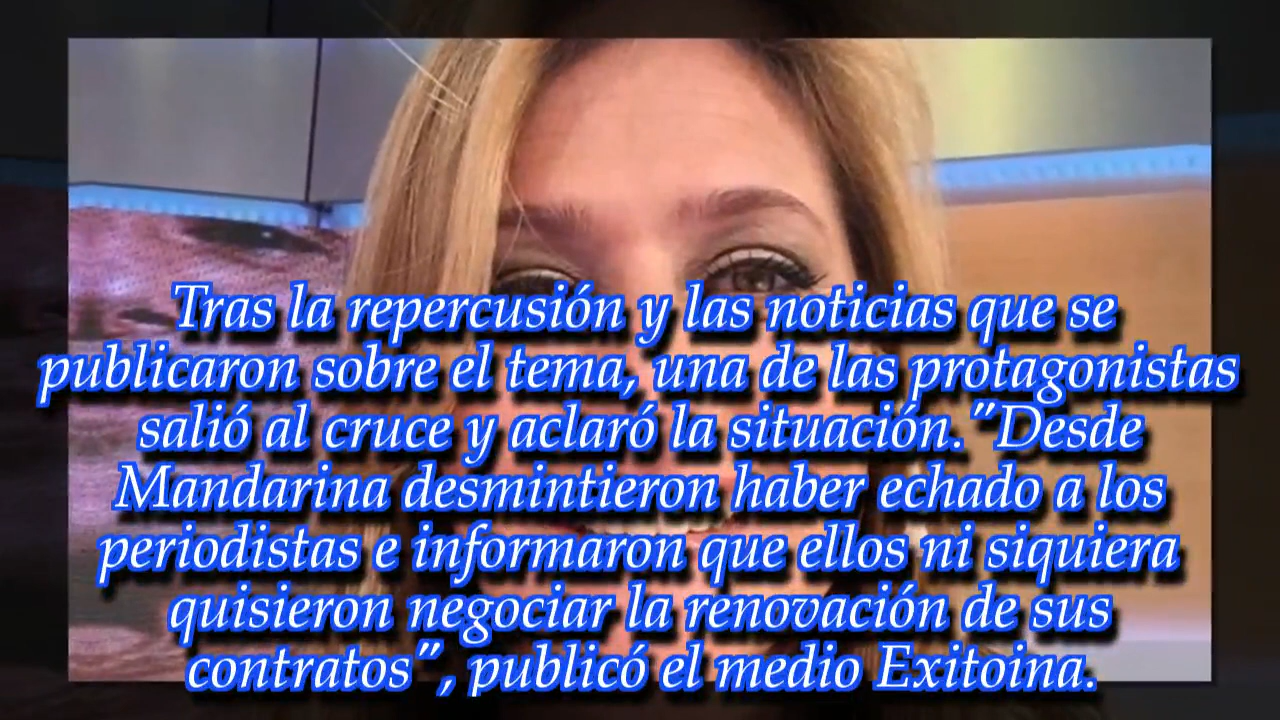 Tras la repercusión y las noticias que se
publicaron sobre el tema, una de las protagonistas
salió al cruce y aclaró la situación. "Desde
Mandarina desmintieron haber echado a los
periodistas e informaron que ellos ni siquiera
quisieron negociar la renovación de sus
contratos", publicó el medio Exitoina.